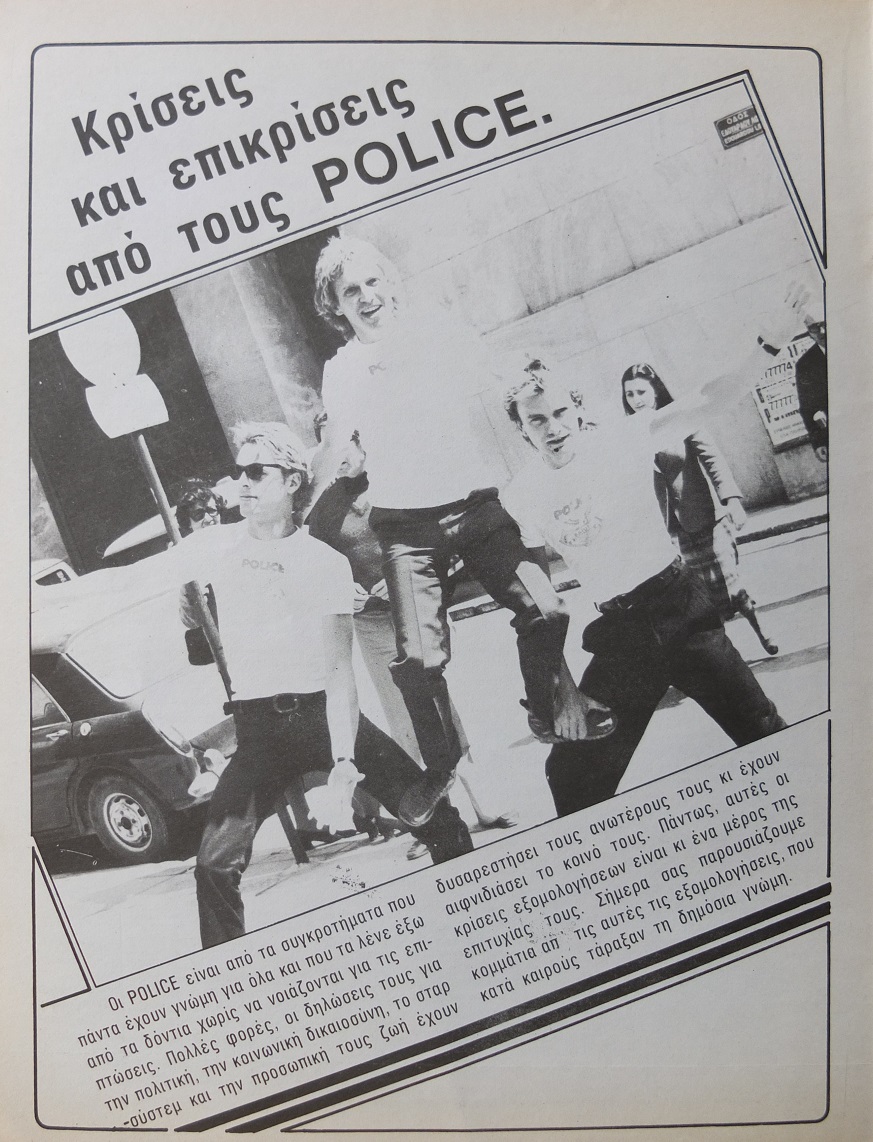 Κρίσεις
και επικρίσεις
από τους POLICE.
ΟΔΟΣ
POLICE
Οι POLICE είναι από τα συγκροτήματα που
πάντα έχουν γνώμη για όλα και που τα λένε έξω
από τα δόντια χωρίς να νοιάζονται για τις επι-
πτώσεις. Πολλές φορές, οι δηλώσεις τους για
την πολιτική, την κοινωνική δικαιοσύνη, το σταρ
-σύστεμ και την προσωπική τους ζωή έχουν
δυσαρεστήσει τους ανωτέρους τους κι έχουν
αιφνιδιάσει το κοινό τους. Πάντως, αυτές οι
κρίσεις εξομολογήσεων είναι κι ένα μέρος της
επιτυχίας τους. Σήμερα σας παρουσιάζουμε
κομμάτια απ' τις αυτές τις εξομολογήσεις, που
κατά καιρούς τάραξαν τη δημόσια γνώμη.